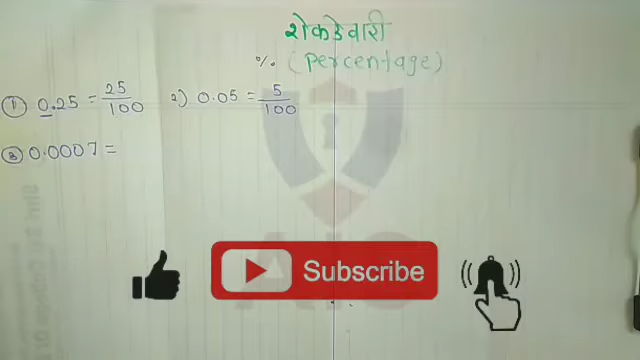 शेकडेवारी
% (percentage)
① 0.25 = 25/100 2) 0.05 = 5/100
③ 0.0007 =
Subscribe